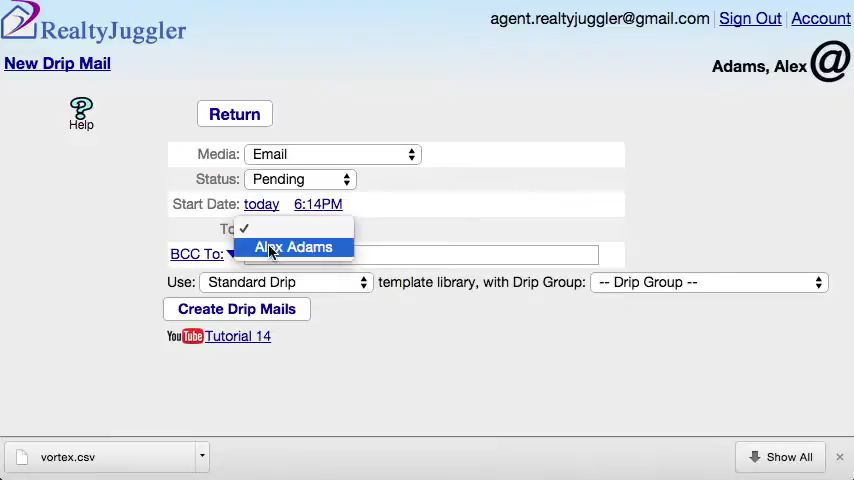 RealtyJuggler
agent.realtyjuggler@gmail.com | Sign Out | Account
New Drip Mail
Adams, Alex @
Help
Return
Media: Email
Status: Pending
Start Date: today 6:14PM
To ✓
Alex Adams
BCC To:
Use: Standard Drip template library, with Drip Group: -- Drip Group --
Create Drip Mails
YouTube Tutorial 14
vortex.csv
Show All